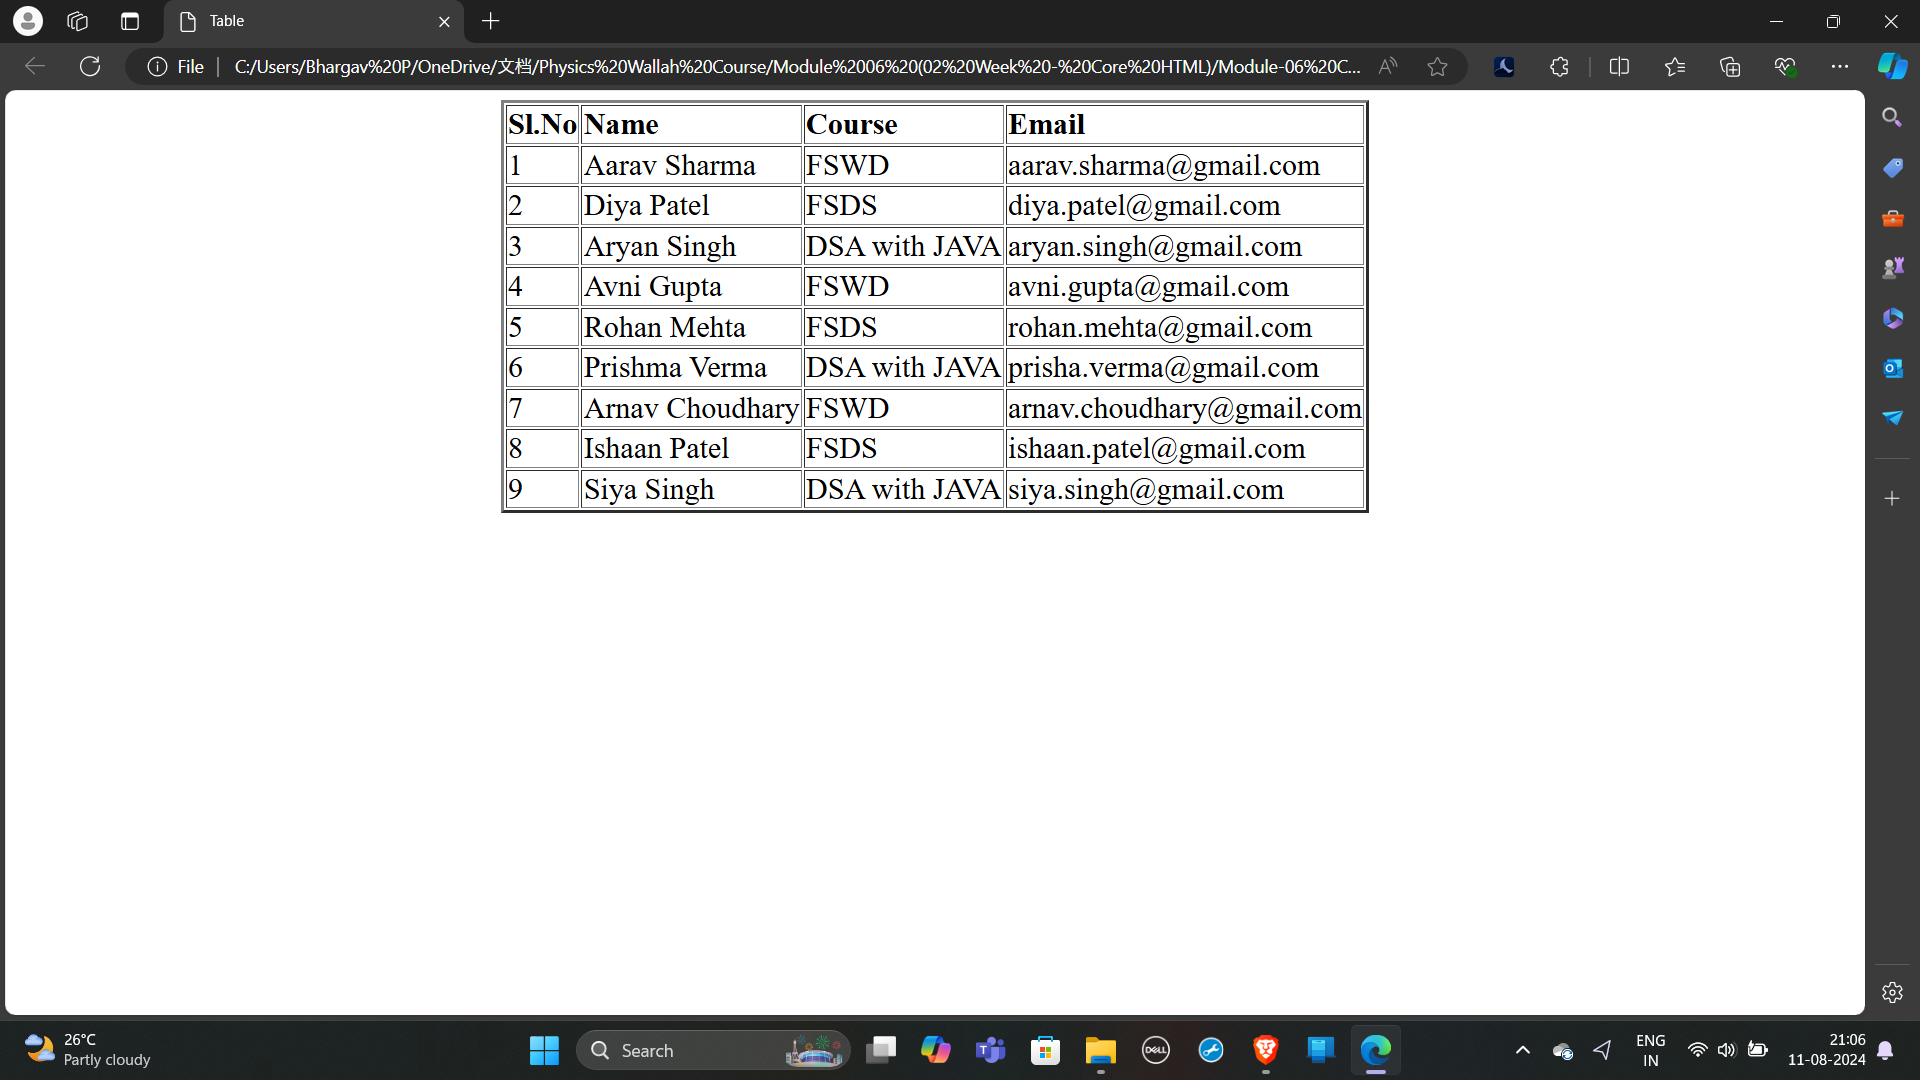 Table
File C:/Users/Bhargav%20P/OneDrive/文档/Physics%20Wallah%20Course/Module%2006%20(02%20Week%20-%20Core%20HTML)/Module-06%20C...
Sl.No Name Course Email
1 Aarav Sharma FSWD aarav.sharma@gmail.com
2 Diya Patel FSDS diya.patel@gmail.com
3 Aryan Singh DSA with JAVA aryan.singh@gmail.com
4 Avni Gupta FSWD avni.gupta@gmail.com
5 Rohan Mehta FSDS rohan.mehta@gmail.com
6 Prishma Verma DSA with JAVA prisha.verma@gmail.com
7 Arnav Choudhary FSWD arnav.choudhary@gmail.com
8 Ishaan Patel FSDS ishaan.patel@gmail.com
9 Siya Singh DSA with JAVA siya.singh@gmail.com
26°C
Partly cloudy
Search
DELL
ENG
IN
21:06
11-08-2024